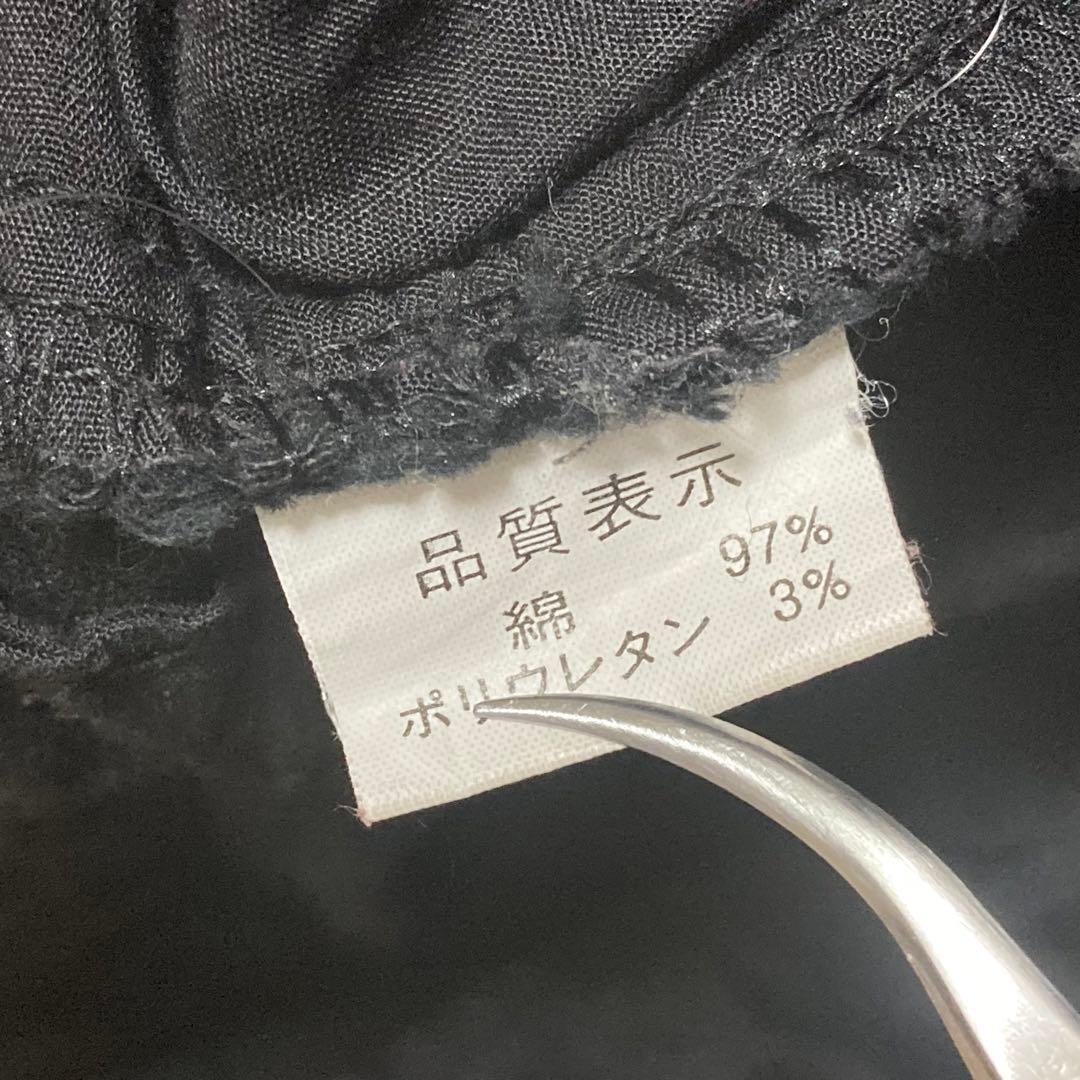 品質表示
綿 97%
ポリウレタン 3%